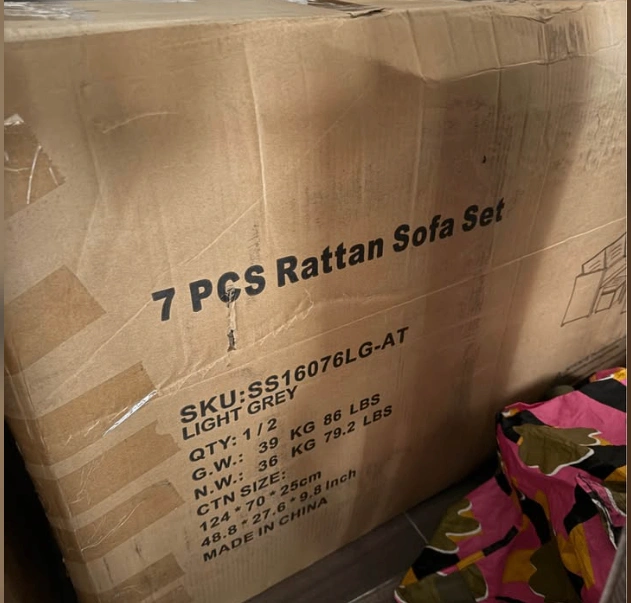 7 PCS Rattan Sofa Set
SKU:SS16076LG-AT
LIGHT GREY
QTY: 1 / 2
G.W.: 39 KG 86 LBS
N.W.: 36 KG 79.2 LBS
CTN SIZE:
124 * 70 * 25cm
48.8 * 27.6 * 9.8 Inch
MADE IN CHINA